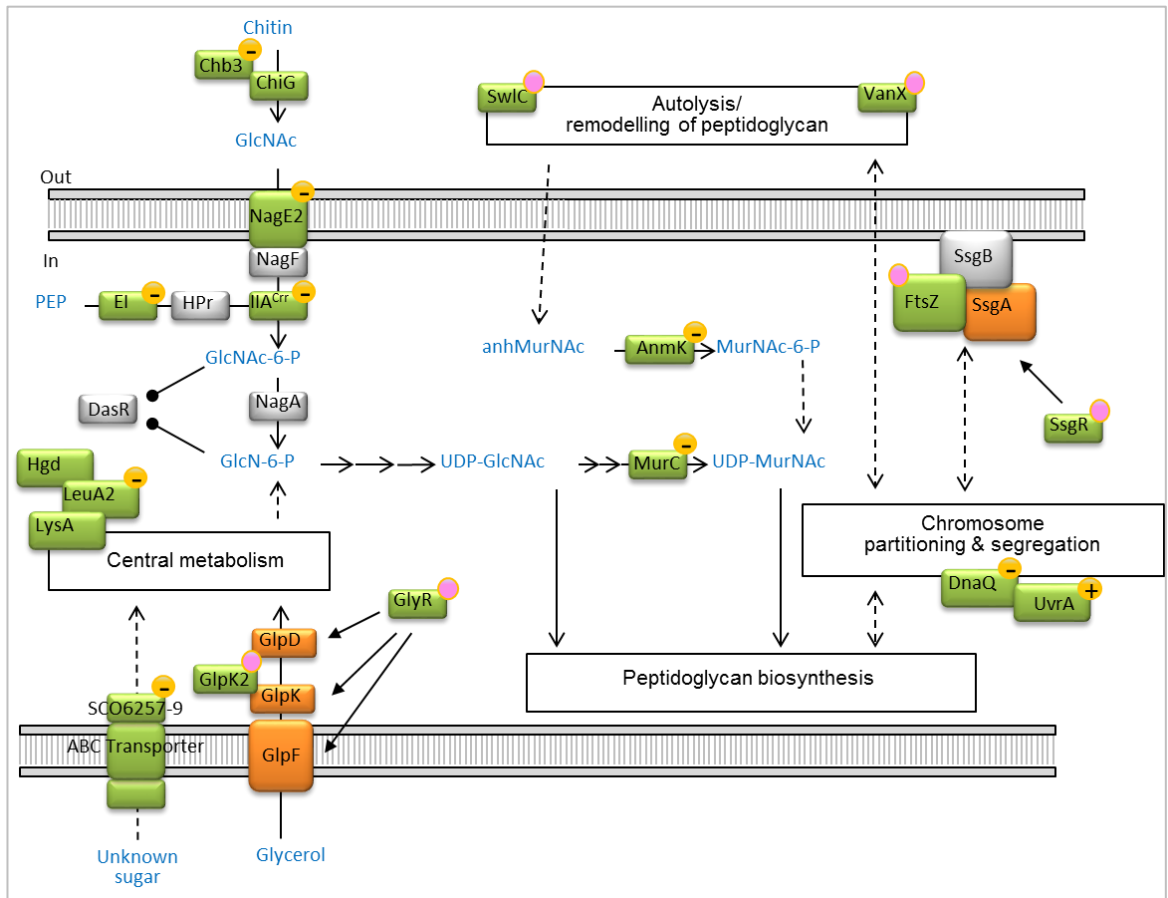 Chitin
Chb3
-
ChiG
GlcNAc
SwlC
VanX
Autolysis/
remodelling of peptidoglycan
Out
-
NagE2
In
NagF
PEP
EI
-
HPr
IIACrr
-
GlcNAc-6-P
DasR
NagA
GlcN-6-P
anhMurNAc
AnmK
-
MurNAc-6-P
UDP-GlcNAc
MurC
-
UDP-MurNAc
SsgB
FtsZ
SsgA
SsgR
Hgd
LeuA2
-
LysA
Central metabolism
Chromosome
partitioning & segregation
DnaQ
-
UvrA
+
GlyR
GlpD
GlpK2
GlpK
Peptidoglycan biosynthesis
-
SCO6257-9
ABC Transporter
GlpF
Unknown
sugar
Glycerol